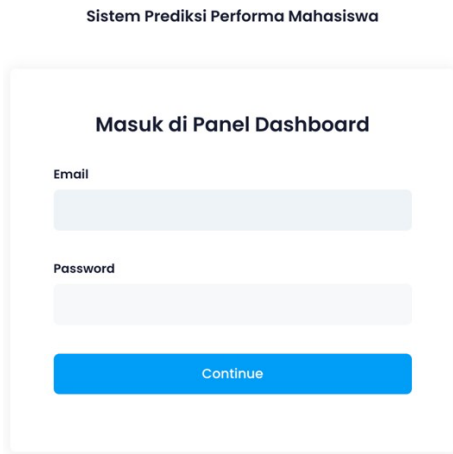 Sistem Prediksi Performa Mahasiswa
Masuk di Panel Dashboard
Email
Password
Continue